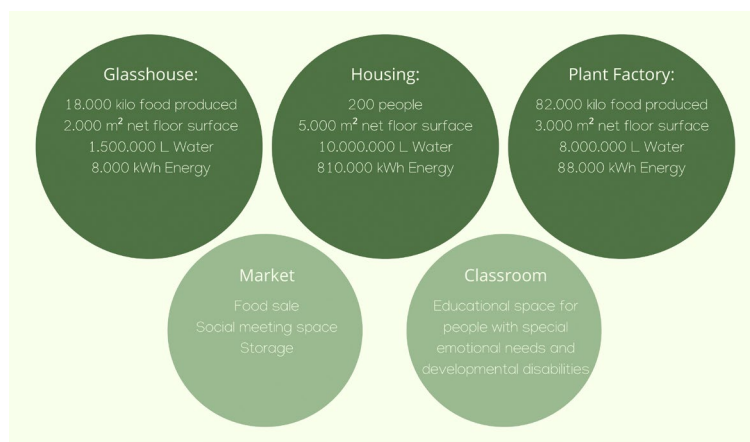 Glasshouse:
18.000 kilo food produced
2.000 m² net floor surface
1.500.000 L Water
8.000 kWh Energy
Housing:
200 people
5.000 m² net floor surface
10.000.000 L Water
810.000 kWh Energy
Plant Factory:
82.000 kilo food produced
3.000 m² net floor surface
8.000.000 L Water
88.000 kWh Energy
Market
Food sale
Social meeting space
Storage
Classroom
Educational space for
people with special
emotional needs and
developmental disabilities